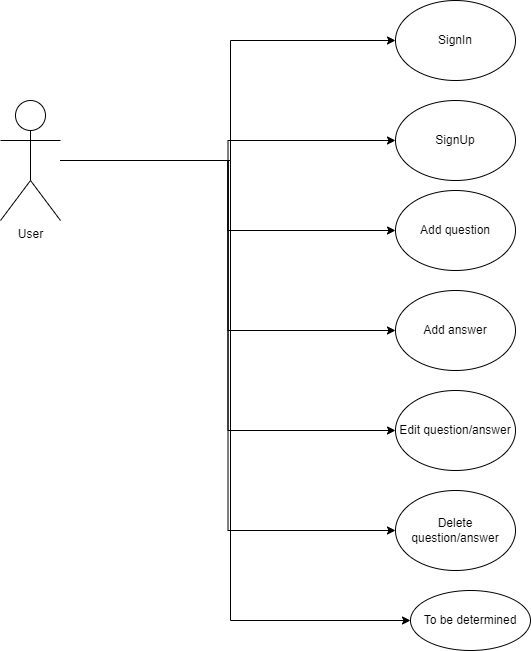 SignIn
SignUp
User
Add question
Add answer
Edit question/answer
Delete
question/answer
To be determined